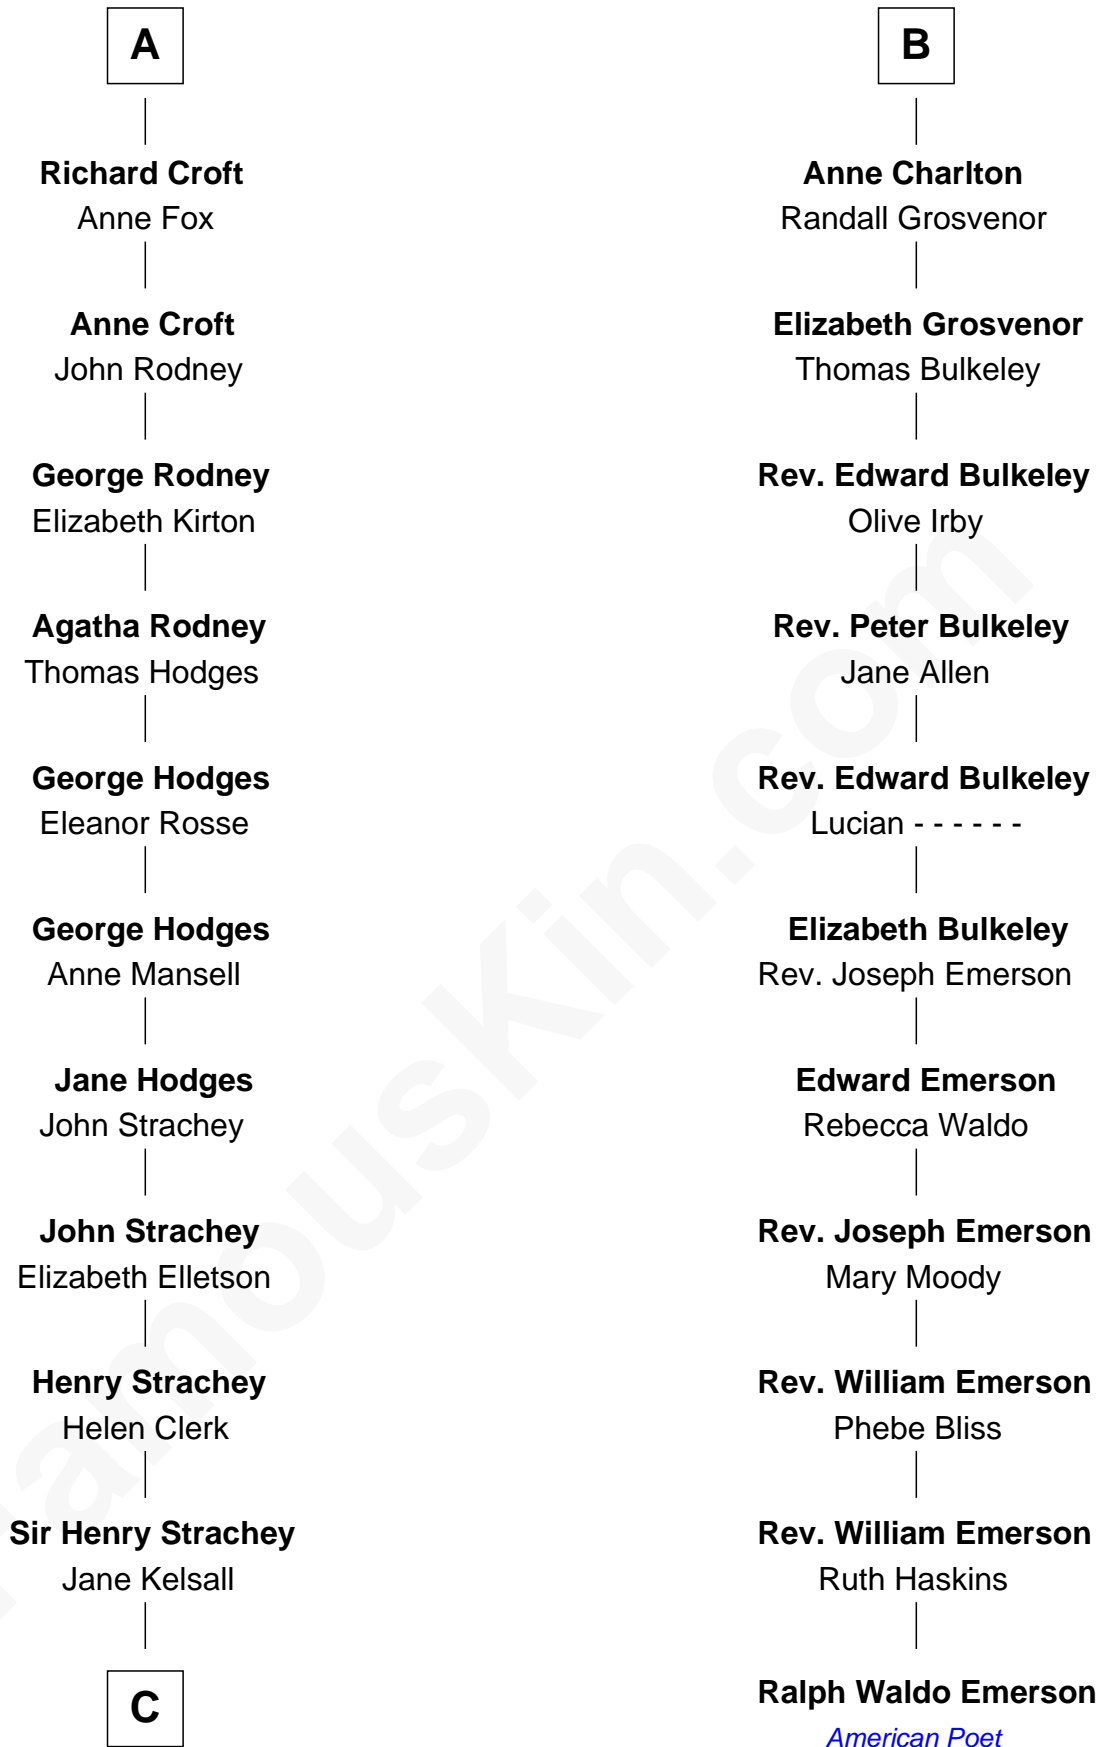 A
Richard Croft
Anne Fox
Anne Croft
John Rodney
George Rodney
Elizabeth Kirton
Agatha Rodney
Thomas Hodges
George Hodges
Eleanor Rosse
George Hodges
Anne Mansell
Jane Hodges
John Strachey
John Strachey
Elizabeth Elletson
Henry Strachey
Helen Clerk
Sir Henry Strachey
Jane Kelsall
C
B
Anne Charlton
Randall Grosvenor
Elizabeth Grosvenor
Thomas Bulkeley
Rev. Edward Bulkeley
Olive Irby
Rev. Peter Bulkeley
Jane Allen
Rev. Edward Bulkeley
Lucian - - - - - -
Elizabeth Bulkeley
Rev. Joseph Emerson
Edward Emerson
Rebecca Waldo
Rev. Joseph Emerson
Mary Moody
Rev. William Emerson
Phebe Bliss
Rev. William Emerson
Ruth Haskins
Ralph Waldo Emerson
American Poet
FamousKin.com